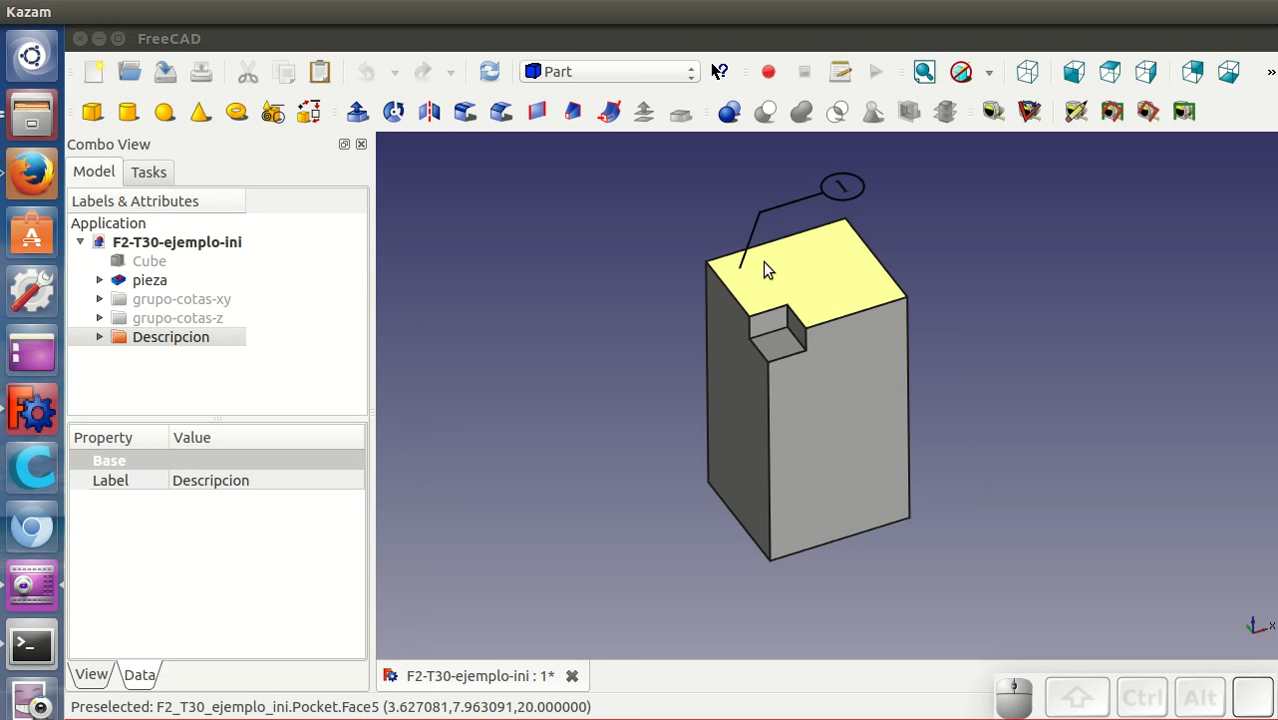 Kazam
FreeCAD
Part
»
Combo View
Model Tasks
Labels & Attributes
Application
F2-T30-ejemplo-ini
Cube
pieza
grupo-cotas-xy
grupo-cotas-z
Descripcion
Property Value
Base
Label Descripcion
View Data
1
x
F2-T30-ejemplo-ini : 1*
Preselected: F2_T30_ejemplo_ini.Pocket.Face5 (3.627081,7.963091,20.000000)
Ctrl Alt